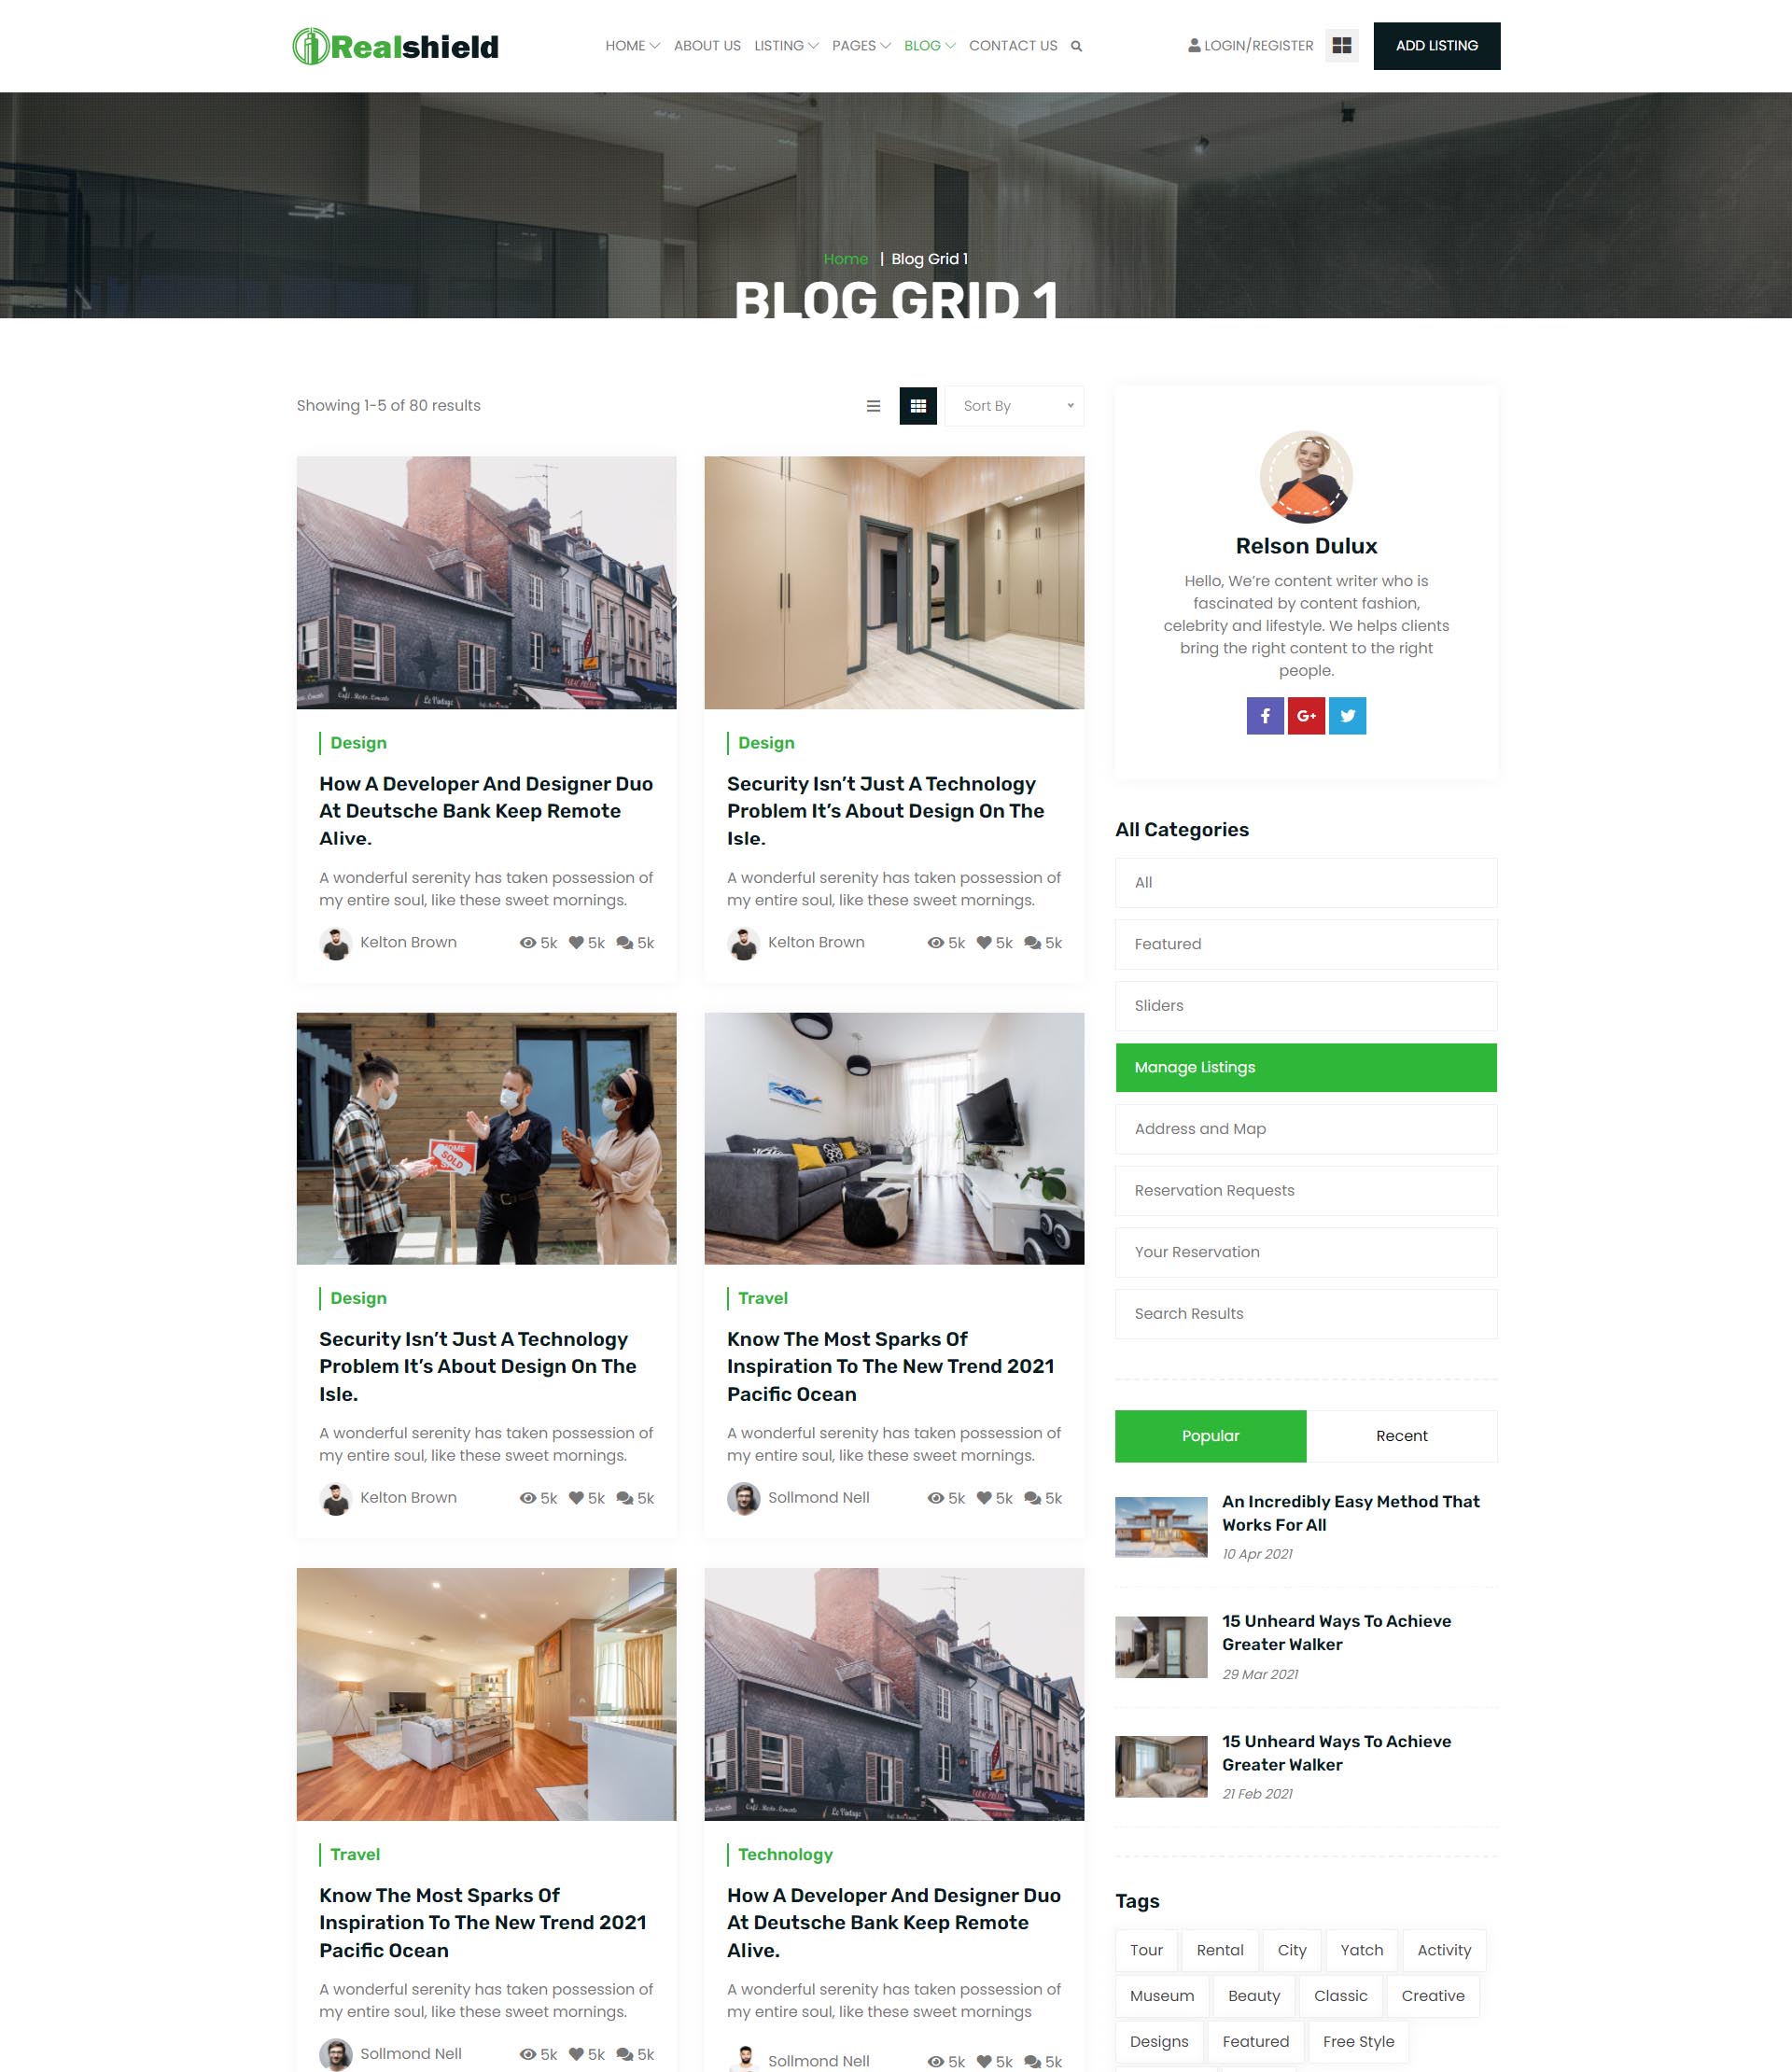 Realshield
HOME ABOUT US LISTING PAGES BLOG CONTACT US
LOGIN/REGISTER
ADD LISTING
Home | Blog Grid 1
BLOG GRID 1
Showing 1-5 of 80 results
Sort By
Design
How A Developer And Designer Duo
At Deutsche Bank Keep Remote
Alive.
A wonderful serenity has taken possession of
my entire soul, like these sweet mornings.
Kelton Brown 5k 5k 5k
Design
Security Isn’t Just A Technology
Problem It’s About Design On The
Isle.
A wonderful serenity has taken possession of
my entire soul, like these sweet mornings.
Kelton Brown 5k 5k 5k
HOME
SOLD
Design
Security Isn’t Just A Technology
Problem It’s About Design On The
Isle.
A wonderful serenity has taken possession of
my entire soul, like these sweet mornings.
Kelton Brown 5k 5k 5k
Travel
Know The Most Sparks Of
Inspiration To The New Trend 2021
Pacific Ocean
A wonderful serenity has taken possession of
my entire soul, like these sweet mornings.
Sollmond Nell 5k 5k 5k
Travel
Know The Most Sparks Of
Inspiration To The New Trend 2021
Pacific Ocean
A wonderful serenity has taken possession of
my entire soul, like these sweet mornings.
Sollmond Nell 5k 5k 5k
Technology
How A Developer And Designer Duo
At Deutsche Bank Keep Remote
Alive.
A wonderful serenity has taken possession of
my entire soul, like these sweet mornings
Sollmond Nell 5k 5k 5k
Relson Dulux
Hello, We’re content writer who is
fascinated by content fashion,
celebrity and lifestyle. We helps clients
bring the right content to the right
people.
All Categories
All
Featured
Sliders
Manage Listings
Address and Map
Reservation Requests
Your Reservation
Search Results
Popular Recent
An Incredibly Easy Method That
Works For All
10 Apr 2021
15 Unheard Ways To Achieve
Greater Walker
29 Mar 2021
15 Unheard Ways To Achieve
Greater Walker
21 Feb 2021
Tags
Tour Rental City Yatch Activity
Museum Beauty Classic Creative
Designs Featured Free Style